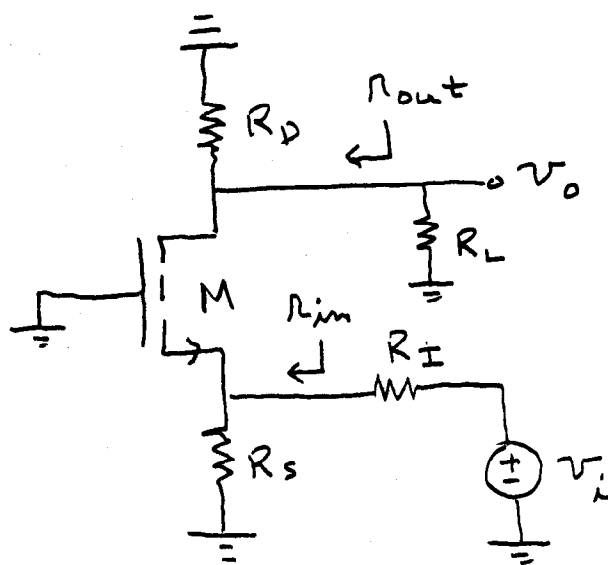 r_out
R_D
v_o
R_L
M
r_in
R_I
R_S
+
-
v_i